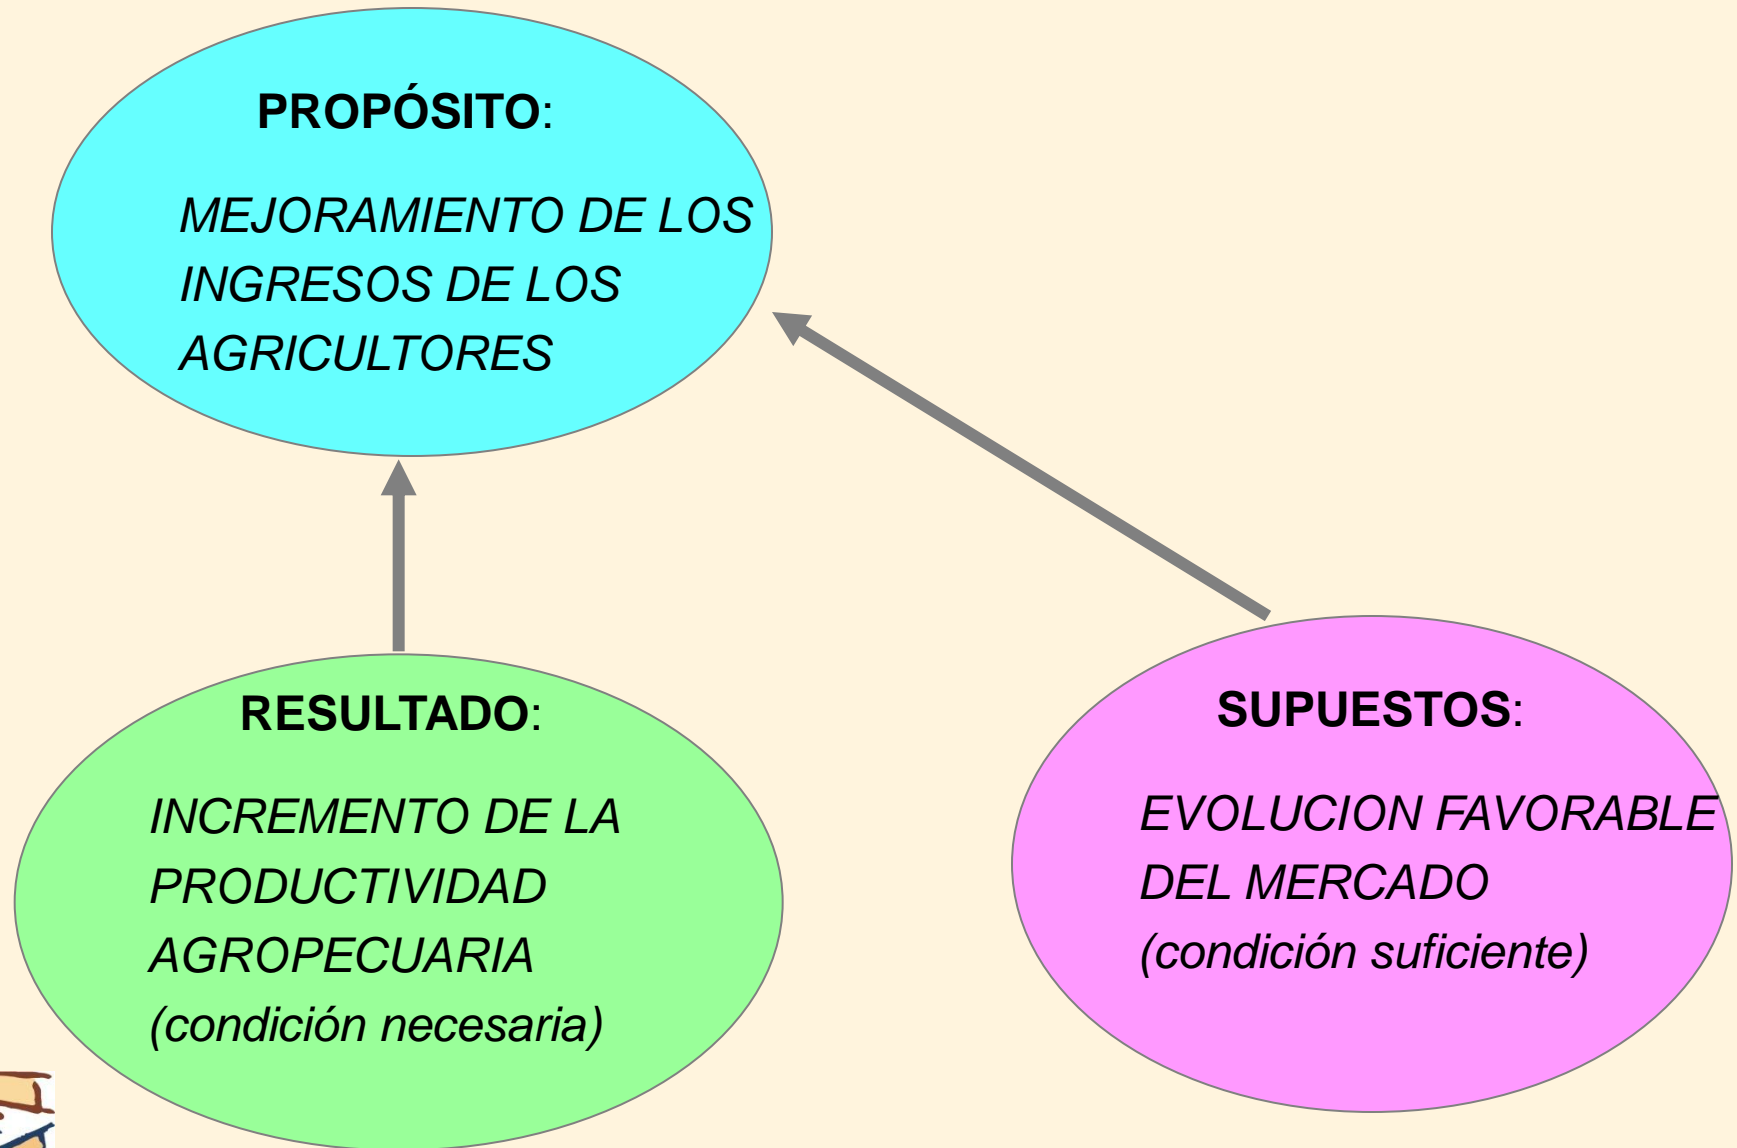 PROPÓSITO:
MEJORAMIENTO DE LOS
INGRESOS DE LOS
AGRICULTORES
RESULTADO:
INCREMENTO DE LA
PRODUCTIVIDAD
AGROPECUARIA
(condición necesaria)
SUPUESTOS:
EVOLUCION FAVORABLE
DEL MERCADO
(condición suficiente)